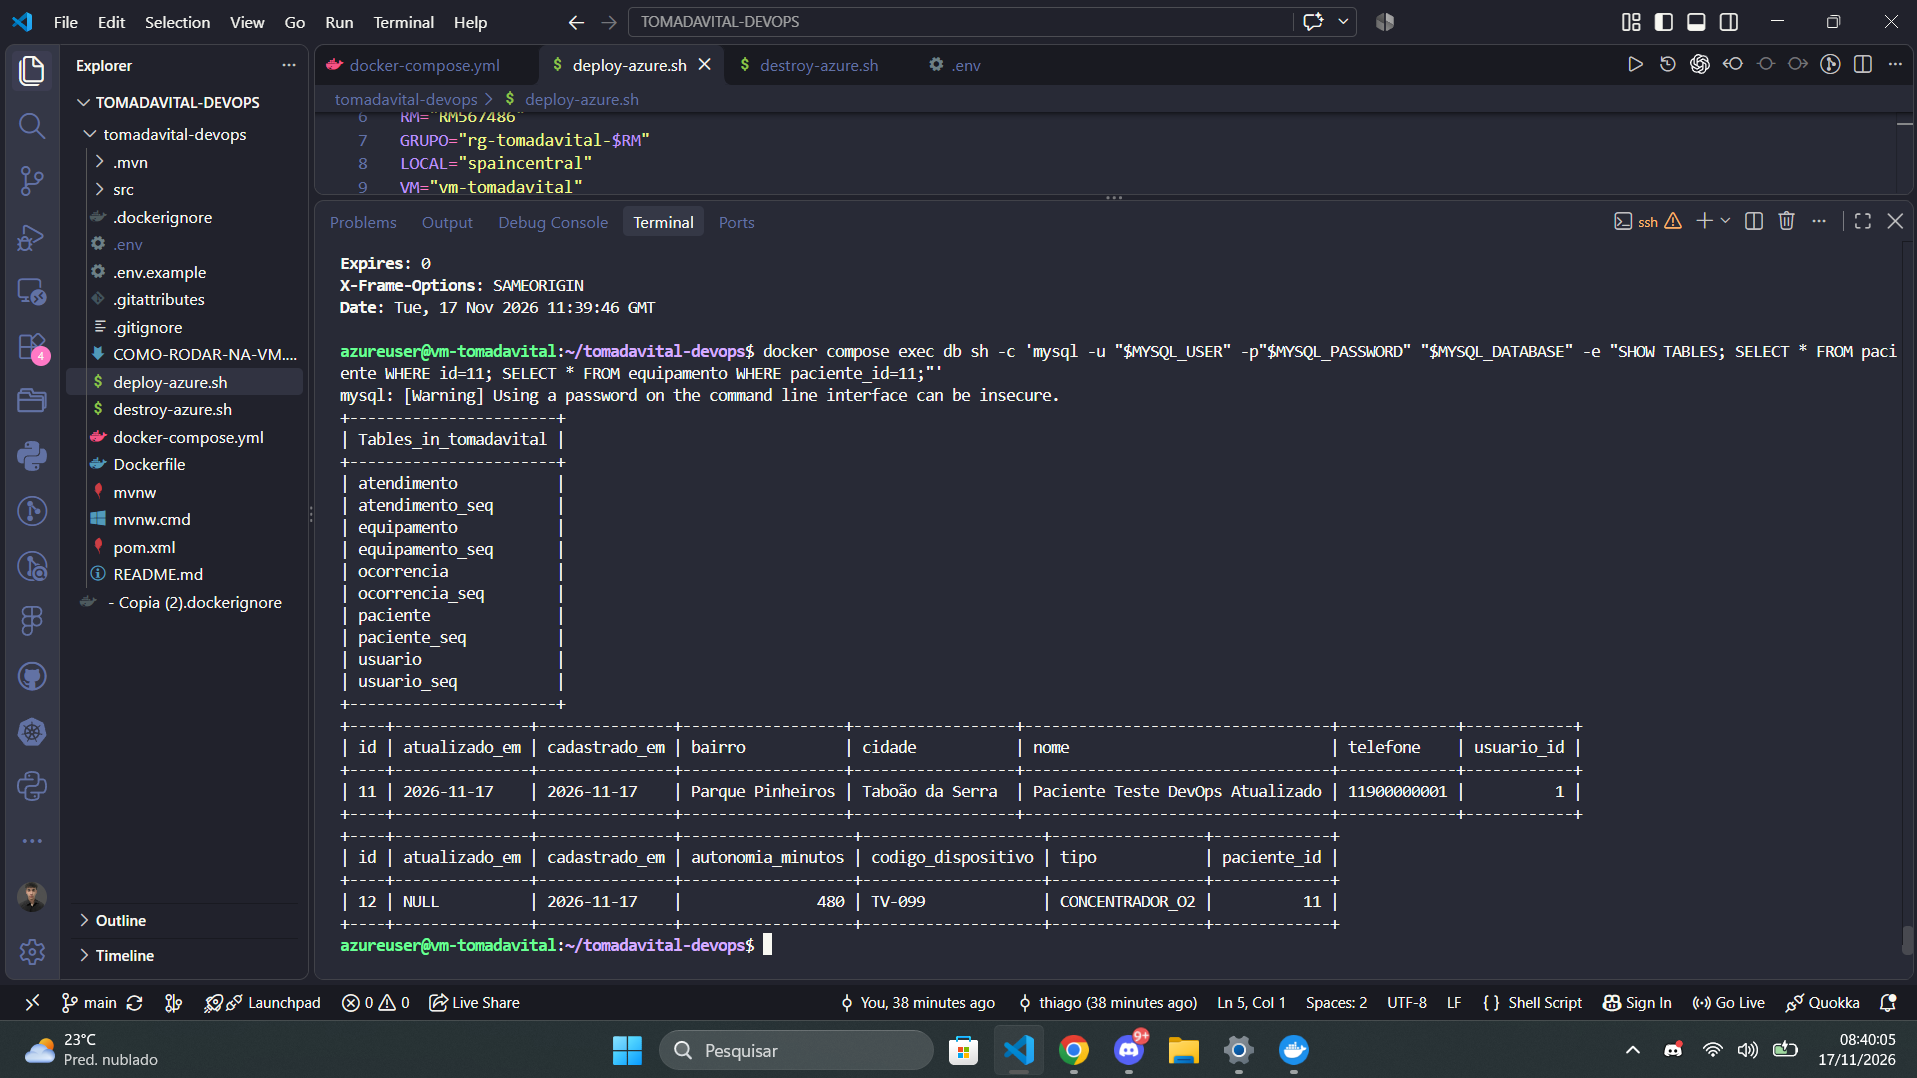 File Edit Selection View Go Run Terminal Help
TOMADAVITAL-DEVOPS
Explorer
TOMADAVITAL-DEVOPS
tomadavital-devops
.mvn
src
.dockerignore
.env
.env.example
.gitattributes
.gitignore
COMO-RODAR-NA-VM....
deploy-azure.sh
destroy-azure.sh
docker-compose.yml
Dockerfile
mvnw
mvnw.cmd
pom.xml
README.md
- Copia (2).dockerignore
Outline
Timeline
4
docker-compose.yml
$ deploy-azure.sh
$ destroy-azure.sh
.env
tomadavital-devops > $ deploy-azure.sh
6 RM="RM567486"
7 GRUPO="rg-tomadavital-$RM"
8 LOCAL="spaincentral"
9 VM="vm-tomadavital"
Problems Output Debug Console Terminal Ports
ssh
Expires: 0
X-Frame-Options: SAMEORIGIN
Date: Tue, 17 Nov 2026 11:39:46 GMT
azureuser@vm-tomadavital:~/tomadavital-devops$ docker compose exec db sh -c 'mysql -u "$MYSQL_USER" -p"$MYSQL_PASSWORD" "$MYSQL_DATABASE" -e "SHOW TABLES; SELECT * FROM paci
ente WHERE id=11; SELECT * FROM equipamento WHERE paciente_id=11;"'
mysql: [Warning] Using a password on the command line interface can be insecure.
+-----------------------+
| Tables_in_tomadavital |
+-----------------------+
| atendimento           |
| atendimento_seq       |
| equipamento           |
| equipamento_seq       |
| ocorrencia            |
| ocorrencia_seq        |
| paciente              |
| paciente_seq          |
| usuario               |
| usuario_seq           |
+-----------------------+
+----+---------------+---------------+------------------+------------------+----------------------------------+-------------+------------+
| id | atualizado_em | cadastrado_em | bairro           | cidade           | nome                             | telefone    | usuario_id |
+----+---------------+---------------+------------------+------------------+----------------------------------+-------------+------------+
| 11 | 2026-11-17    | 2026-11-17    | Parque Pinheiros | Taboão da Serra  | Paciente Teste DevOps Atualizado | 11900000001 |          1 |
+----+---------------+---------------+------------------+------------------+----------------------------------+-------------+------------+
+----+---------------+---------------+-------------------+--------------------+-----------------+-------------+
| id | atualizado_em | cadastrado_em | autonomia_minutos | codigo_dispositivo | tipo            | paciente_id |
+----+---------------+---------------+-------------------+--------------------+-----------------+-------------+
| 12 | NULL          | 2026-11-17    |               480 | TV-099             | CONCENTRADOR_O2 |          11 |
+----+---------------+---------------+-------------------+--------------------+-----------------+-------------+
azureuser@vm-tomadavital:~/tomadavital-devops$
main Launchpad 0 0 Live Share You, 38 minutes ago thiago (38 minutes ago) Ln 5, Col 1 Spaces: 2 UTF-8 LF { } Shell Script Sign In Go Live Quokka
23°C
Pred. nublado
Pesquisar
9+
08:40:05
17/11/2026